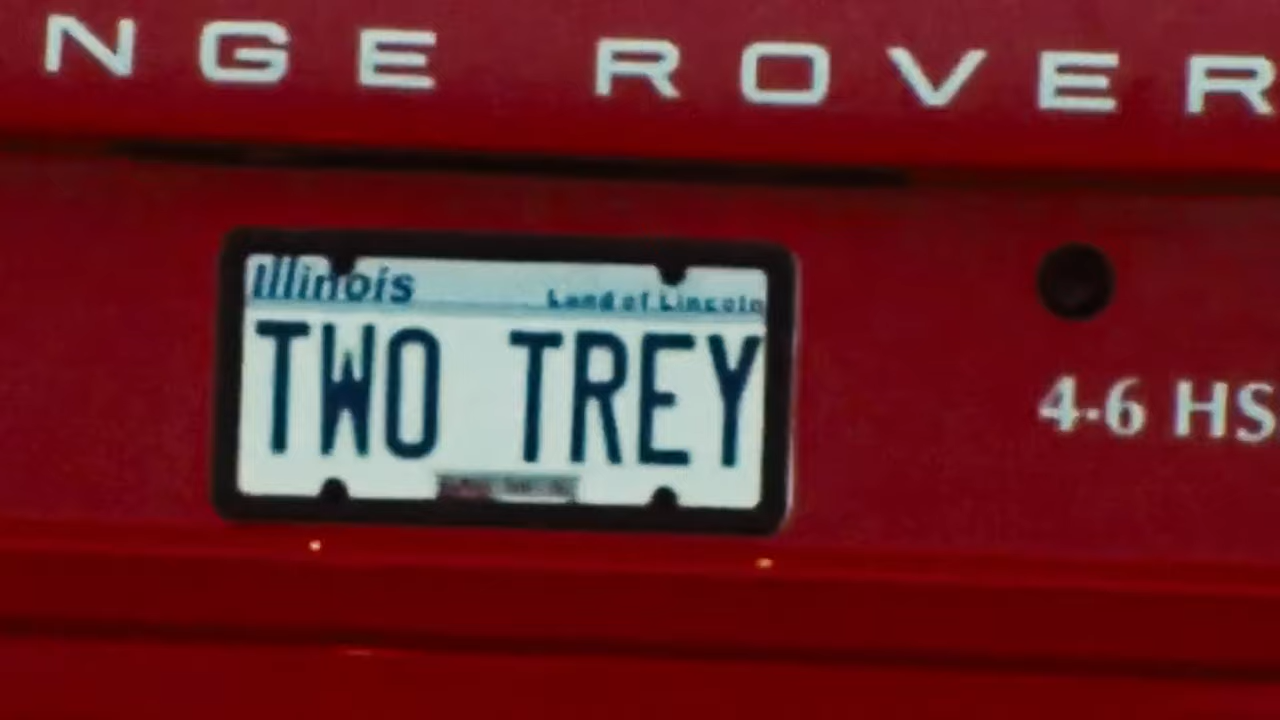 NGE ROVER
Illinois
Land of Lincoln
TWO TREY
4.6 HS